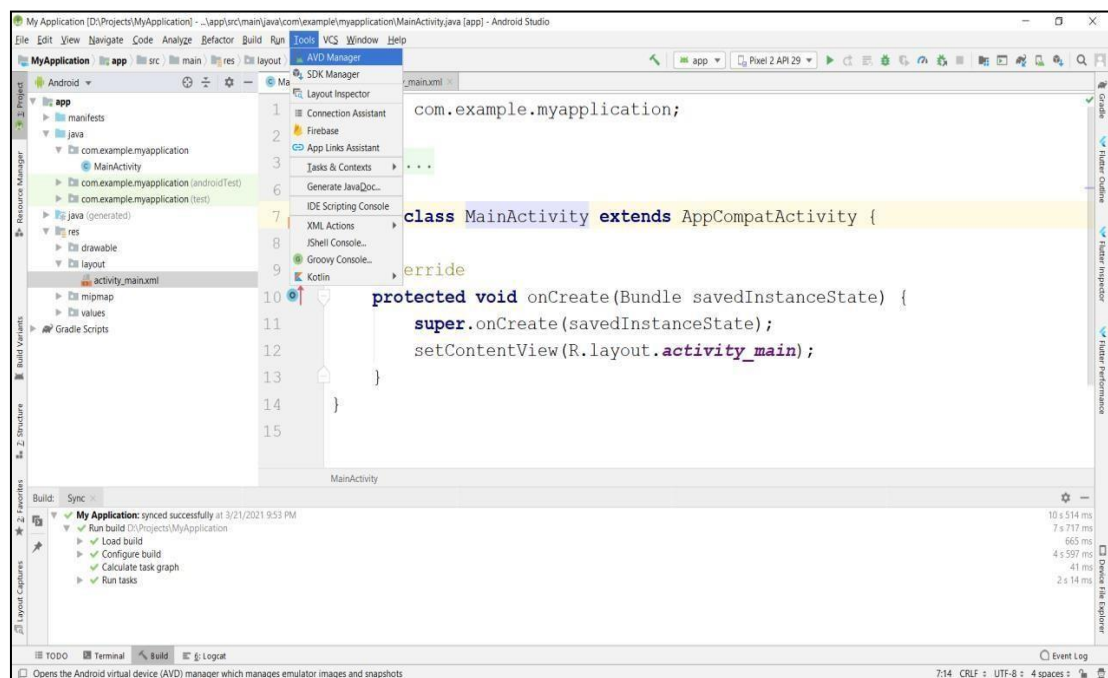 My Application [D:\Projects\MyApplication] - ...\app\src\main\java\com\example\myapplication\MainActivity.java [app] - Android Studio
File Edit View Navigate Code Analyze Refactor Build Run Tools VCS Window Help
MyApplication app src main res layout
app Pixel 2 API 29
Android
app
manifests
java
com.example.myapplication
MainActivity
com.example.myapplication (androidTest)
com.example.myapplication (test)
java (generated)
res
drawable
layout
activity_main.xml
mipmap
values
Gradle Scripts
AVD Manager
SDK Manager
Layout Inspector
Connection Assistant
Firebase
App Links Assistant
Tasks & Contexts
Generate JavaDoc...
IDE Scripting Console
XML Actions
JShell Console...
Groovy Console...
Kotlin
Ma
_main.xml
1 com.example.myapplication;
2
3 ...
6
7 class MainActivity extends AppCompatActivity {
8
9 erride
10 protected void onCreate(Bundle savedInstanceState) {
11 super.onCreate(savedInstanceState);
12 setContentView(R.layout.activity_main);
13 }
14 }
15
MainActivity
1: Project
Resource Manager
Build Variants
Z: Structure
2: Favorites
Layout Captures
Gradle
Flutter Outline
Flutter Inspector
Flutter Performance
Device File Explorer
Build: Sync
My Application: synced successfully at 3/21/2021 9:53 PM 10 s 514 ms
Run build D:\Projects\MyApplication 7 s 717 ms
Load build 665 ms
Configure build 4 s 597 ms
Calculate task graph 41 ms
Run tasks 2 s 14 ms
TODO Terminal Build 6: Logcat Event Log
Opens the Android virtual device (AVD) manager which manages emulator images and snapshots 7:14 CRLF UTF-8 4 spaces